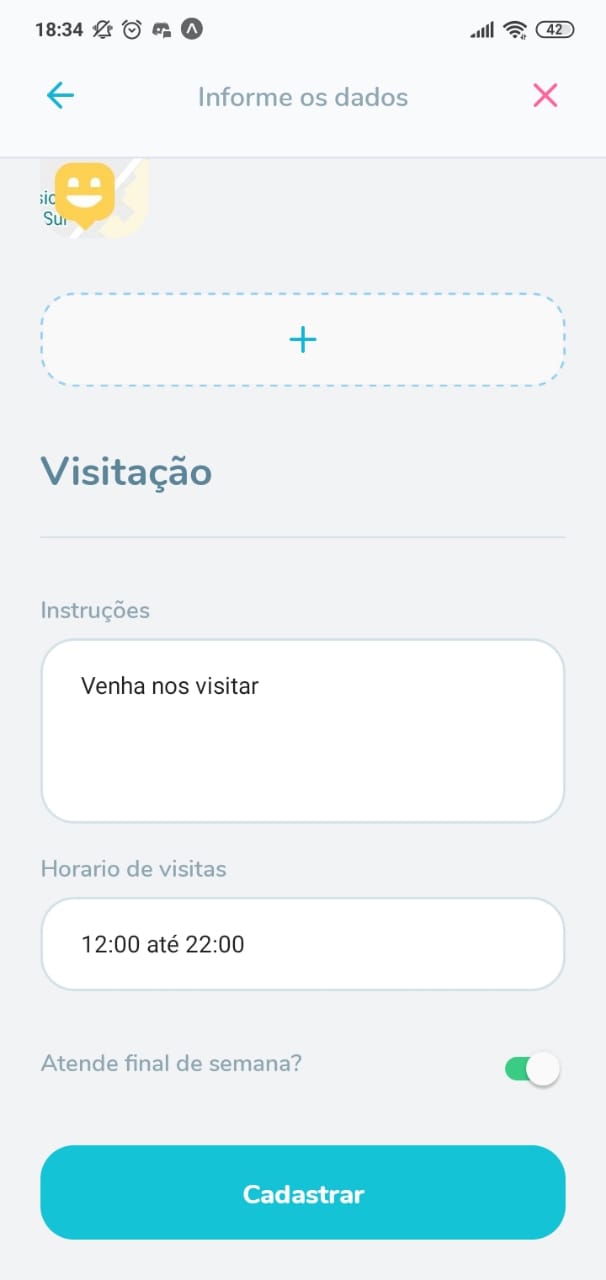 18:34
42
Informe os dados
Sul
Visitação
Instruções
Venha nos visitar
Horario de visitas
12:00 até 22:00
Atende final de semana?
Cadastrar